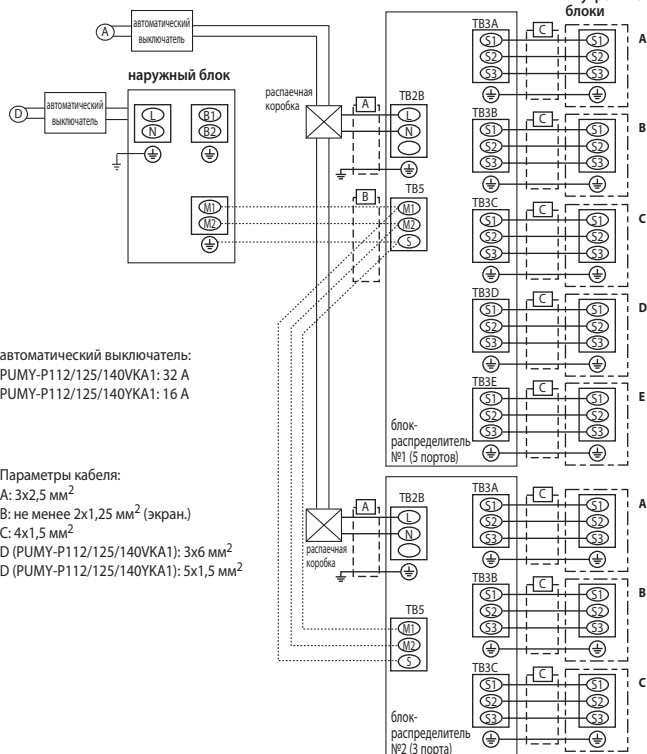 блоки
A
автоматический
выключатель
наружный блок
D
автоматический
выключатель
L
N
B1
B2
M1
M2
распаечная
коробка
A
B
TB2B
L
N
TB5
M1
M2
S
TB3A
S1
S2
S3
C
S1
S2
S3
A
TB3B
S1
S2
S3
C
S1
S2
S3
B
TB3C
S1
S2
S3
C
S1
S2
S3
C
TB3D
S1
S2
S3
C
S1
S2
S3
D
TB3E
S1
S2
S3
C
S1
S2
S3
E
блок-
распределитель
№1 (5 портов)
автоматический выключатель:
PUMY-P112/125/140VKA1: 32 А
PUMY-P112/125/140YKA1: 16 А
Параметры кабеля:
A: 3x2,5 мм²
B: не менее 2x1,25 мм² (экран.)
C: 4x1,5 мм²
D (PUMY-P112/125/140VKA1): 3x6 мм²
D (PUMY-P112/125/140YKA1): 5x1,5 мм²
распаечная
коробка
A
TB2B
L
N
TB5
M1
M2
S
TB3A
S1
S2
S3
C
S1
S2
S3
A
TB3B
S1
S2
S3
C
S1
S2
S3
B
TB3C
S1
S2
S3
C
S1
S2
S3
C
блок-
распределитель
№2 (3 порта)